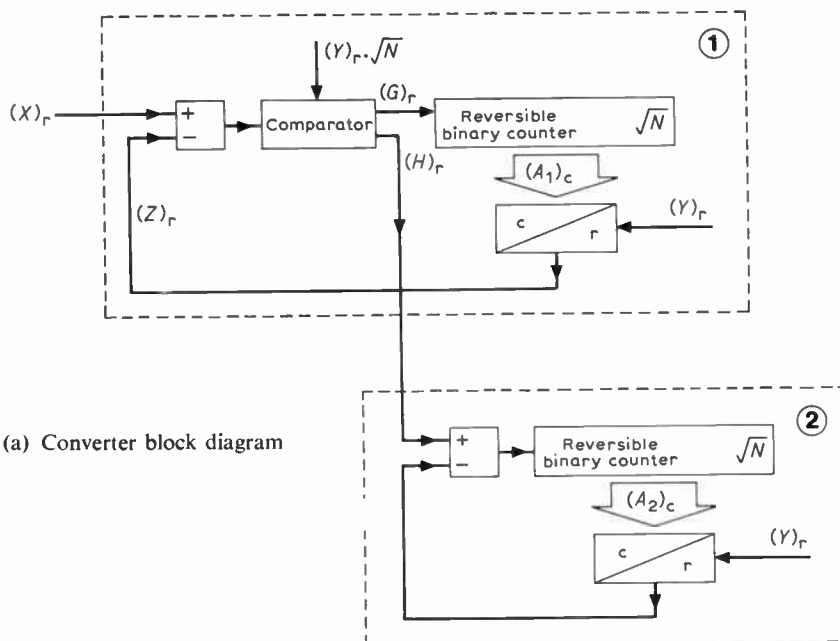 ①
(Y)r.√N
(X)r
+
−
Comparator
(G)r
Reversible
binary counter √N
(H)r
(A1)c
(Z)r
c
r
(Y)r
②
(a) Converter block diagram
+
−
Reversible
binary counter √N
(A2)c
c
r
(Y)r